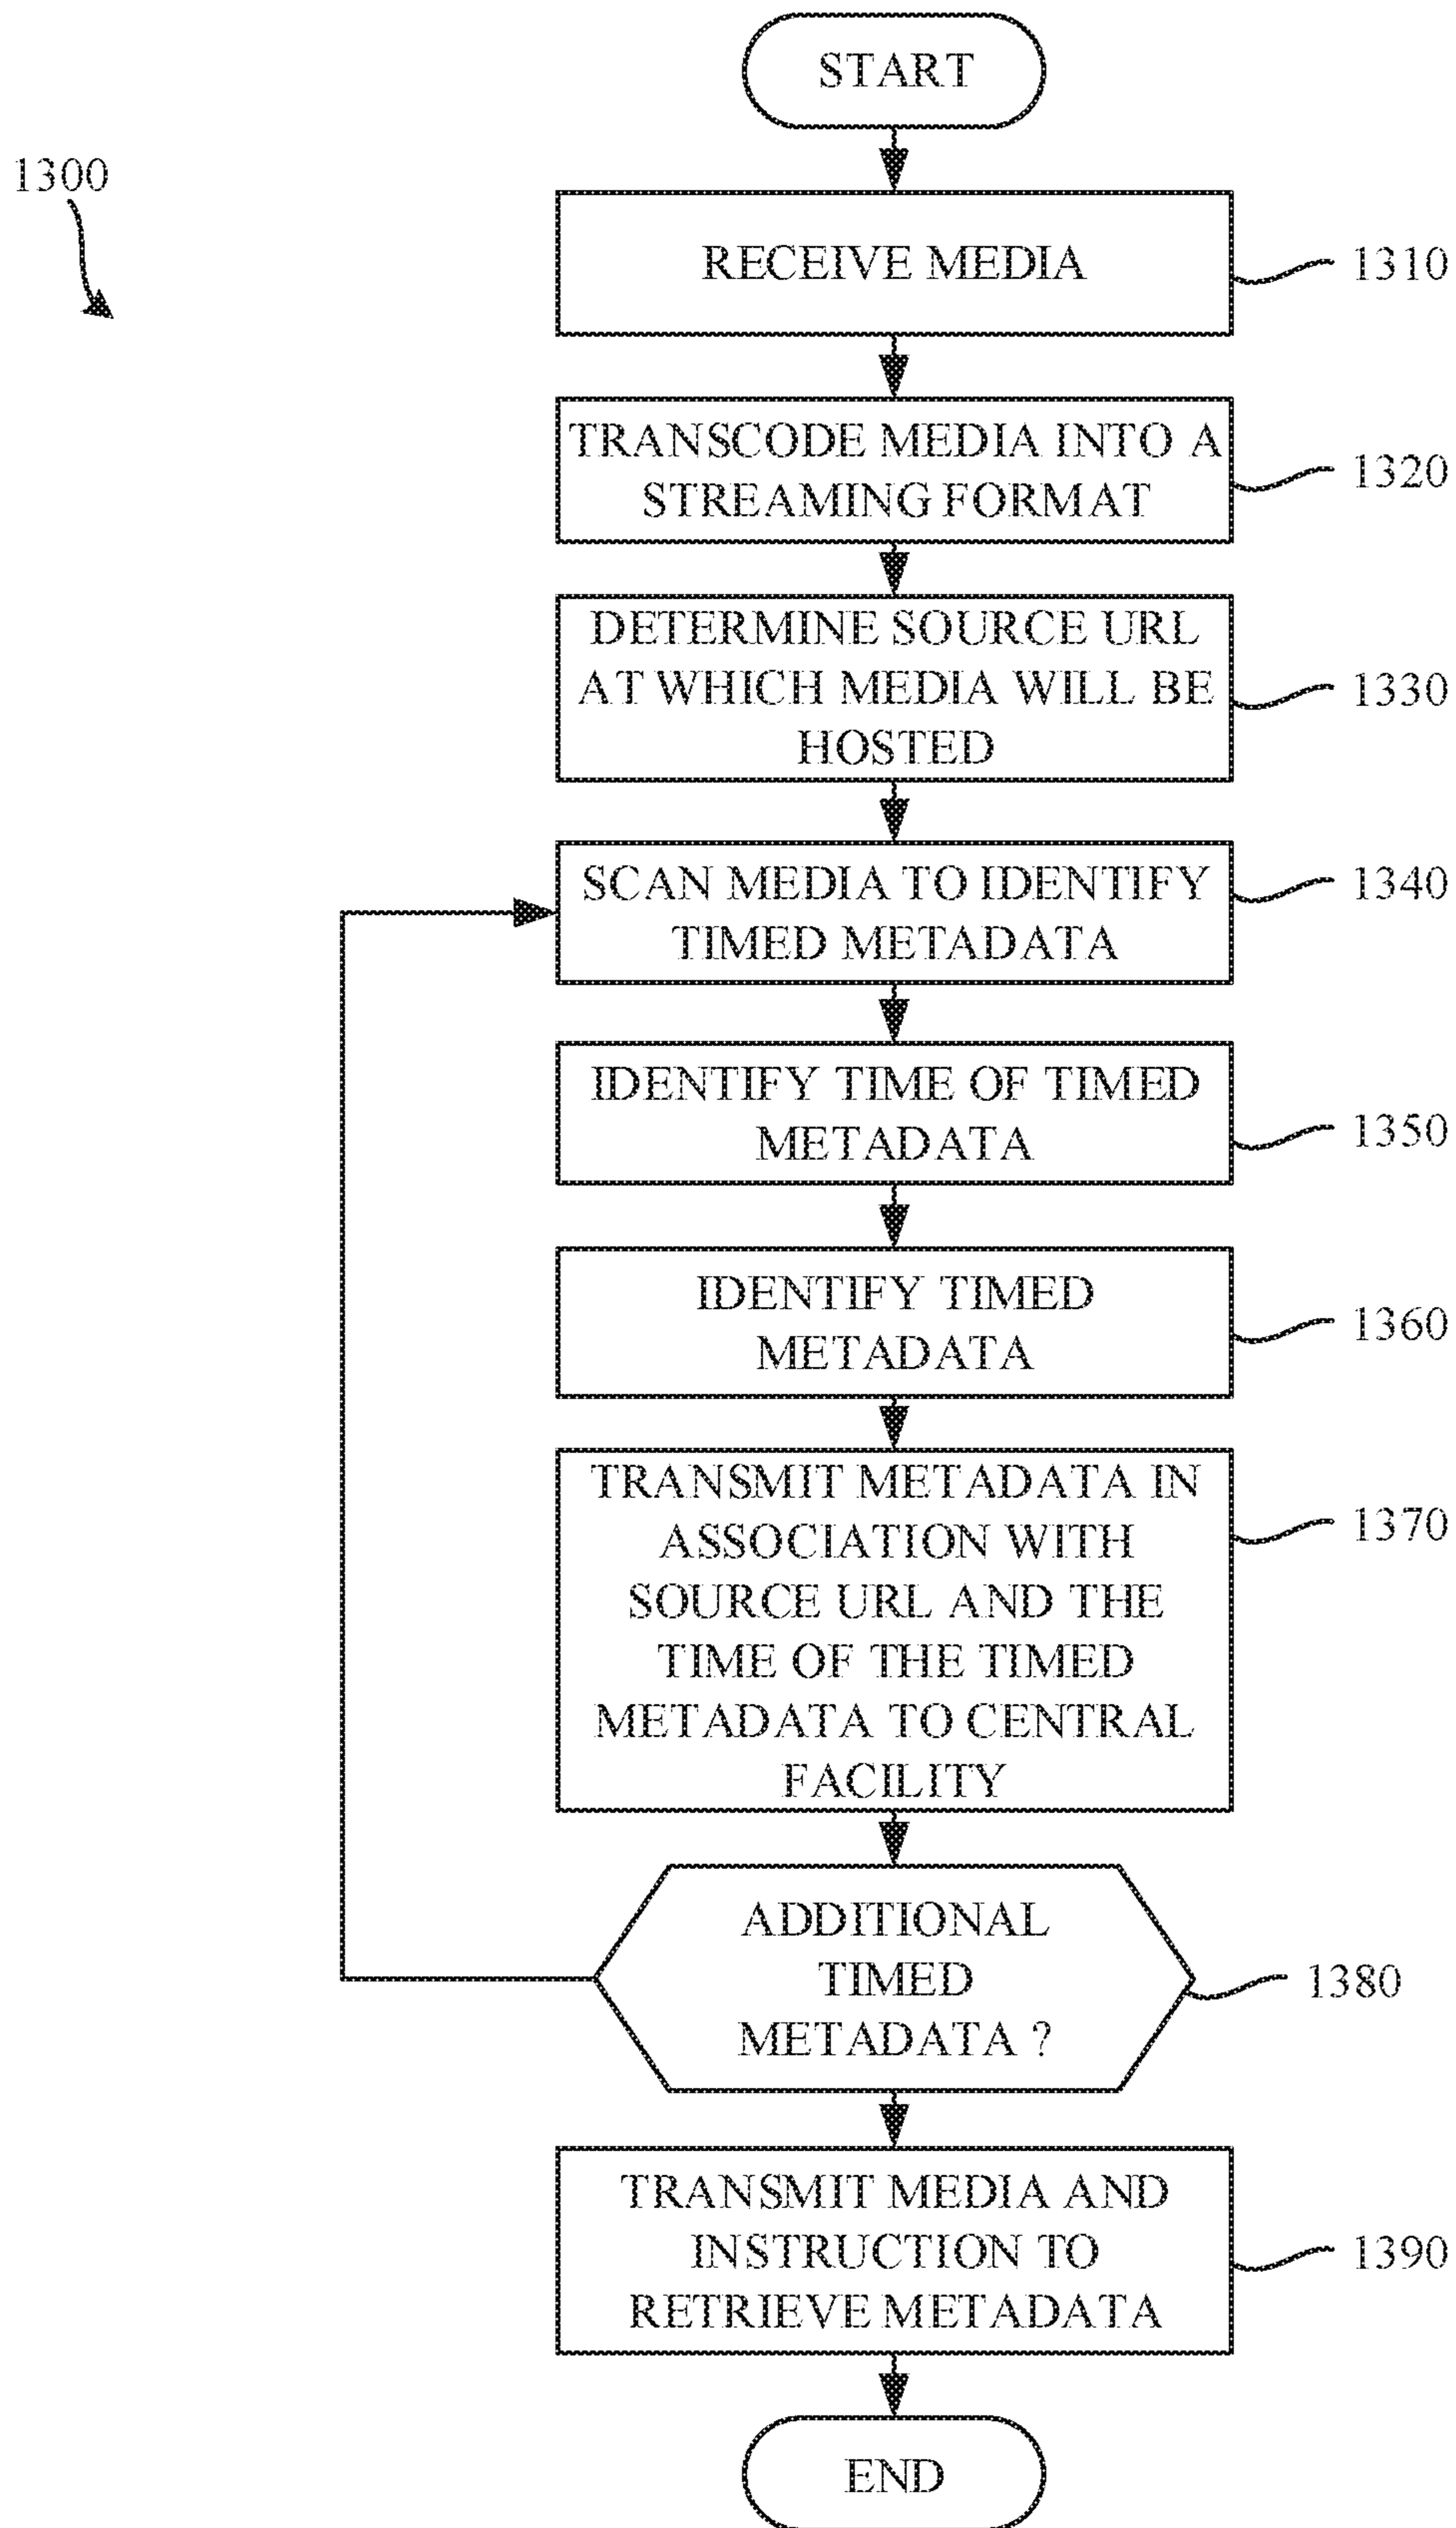 START
1300
RECEIVE MEDIA
1310
TRANSCODE MEDIA INTO A
STREAMING FORMAT
1320
DETERMINE SOURCE URL
AT WHICH MEDIA WILL BE
HOSTED
1330
SCAN MEDIA TO IDENTIFY
TIMED METADATA
1340
IDENTIFY TIME OF TIMED
METADATA
1350
IDENTIFY TIMED
METADATA
1360
TRANSMIT METADATA IN
ASSOCIATION WITH
SOURCE URL AND THE
TIME OF THE TIMED
METADATA TO CENTRAL
FACILITY
1370
ADDITIONAL
TIMED
METADATA ?
1380
TRANSMIT MEDIA AND
INSTRUCTION TO
RETRIEVE METADATA
1390
END